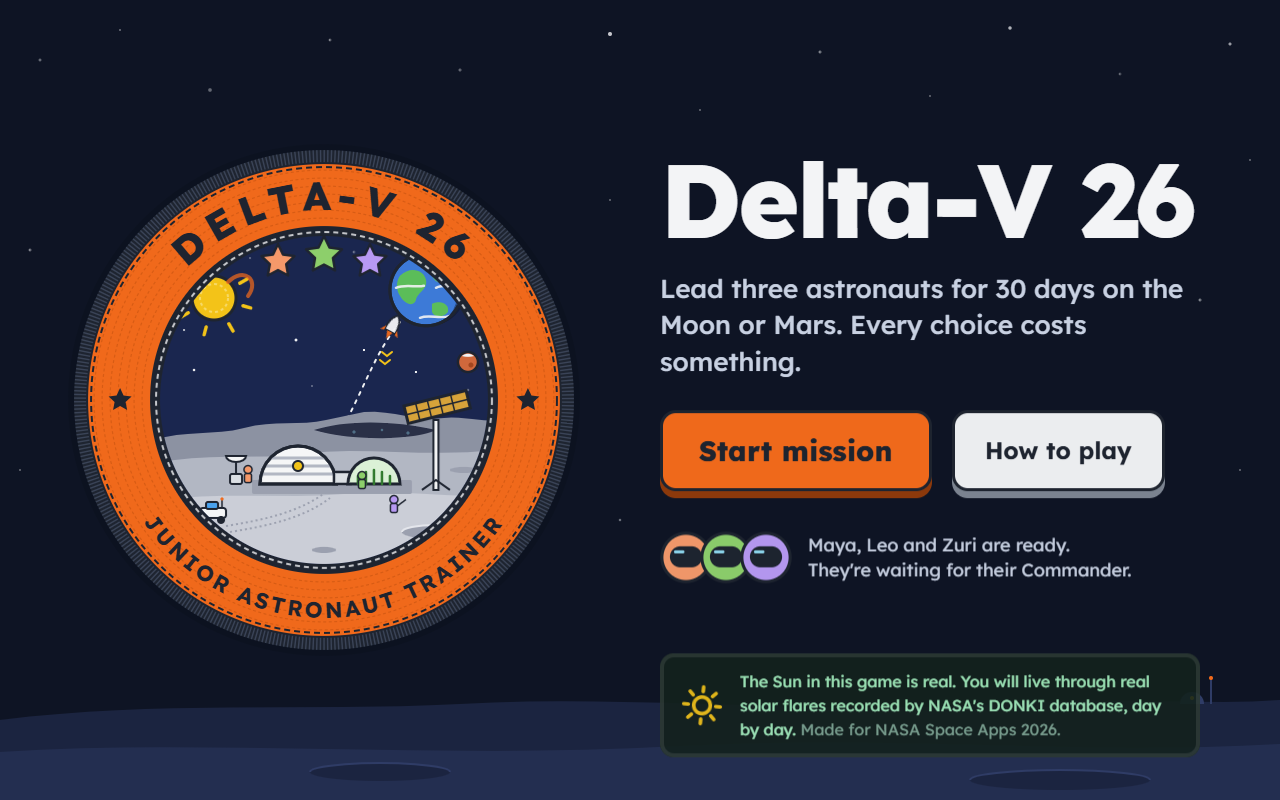 DELTA-V 26
JUNIOR ASTRONAUT TRAINER
Delta-V 26
Lead three astronauts for 30 days on the
Moon or Mars. Every choice costs
something.
Start mission
How to play
Maya, Leo and Zuri are ready.
They're waiting for their Commander.
The Sun in this game is real. You will live through real
solar flares recorded by NASA's DONKI database, day
by day. Made for NASA Space Apps 2026.